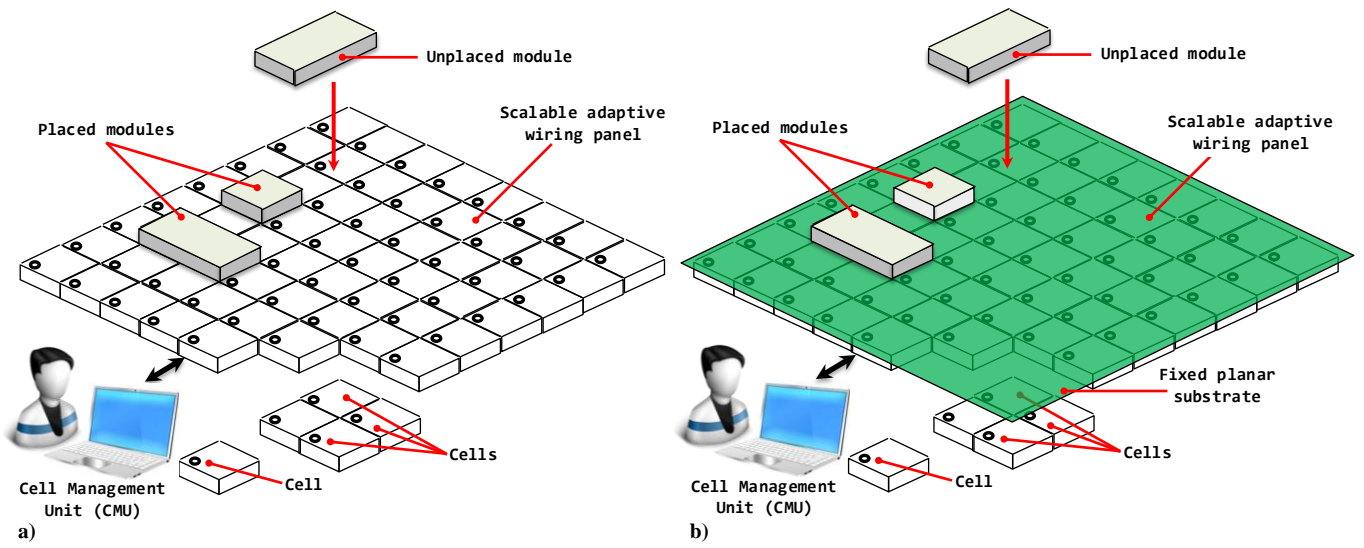 Unplaced module
Placed modules
Scalable adaptive
wiring panel
Cells
Cell
Cell Management
Unit (CMU)
a)
Unplaced module
Placed modules
Scalable adaptive
wiring panel
Fixed planar
substrate
Cells
Cell
Cell Management
Unit (CMU)
b)